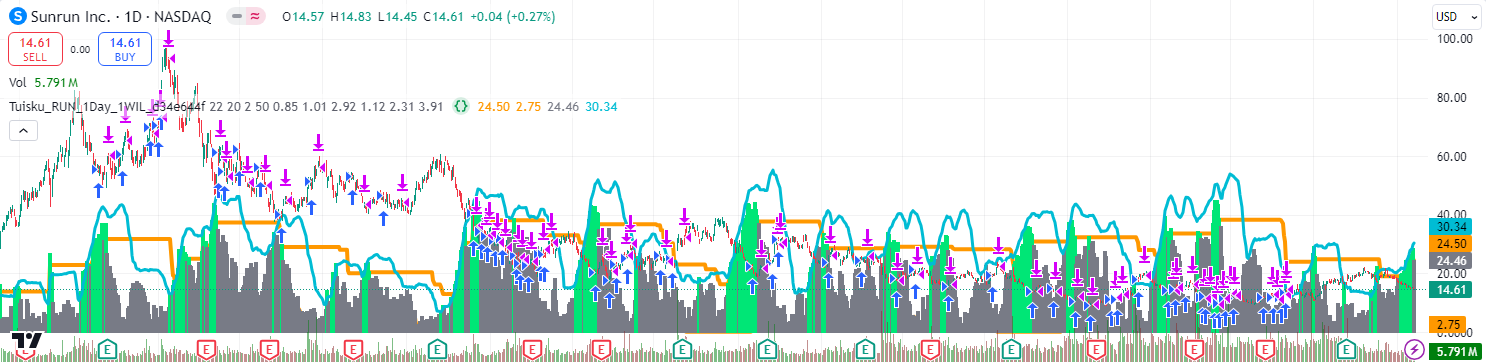 S Sunrun Inc. · 1D · NASDAQ O14.57 H14.83 L14.45 C14.61 +0.04 (+0.27%)
USD
14.61 SELL 0.00 14.61 BUY
100.00
Vol 5.791M
80.00
Tuisku_RUN_1Day_1WIL_d34e644f 22 20 2 50 0.85 1.01 2.92 1.12 2.31 3.91 {} 24.50 2.75 24.46 30.34
60.00
40.00
30.34
24.50
24.46
20.00
14.61
2.75
5.791M
E E E E E E E E E E E E E E E E